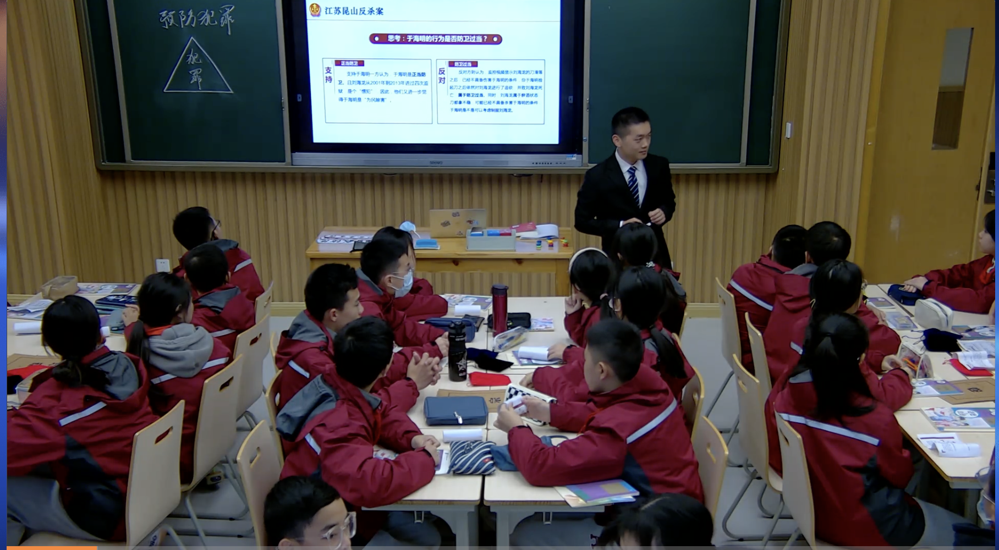 预防犯罪
犯
罪
江苏昆山反杀案
思考：于海明的行为是否防卫过当？
支持
正当防卫
支持于海明一方认为 于海明是正当防
卫。且刘海龙从2001年到2013年进过四次监
狱 是个“惯犯” 因此 他们又进一步觉
得于海明是“为民除害”。
反对
防卫过当
反对方则认为 监控视频显示刘海龙的刀滑落
之后 已经不具备伤害于海明的条件 但于海明捡
起刀之后依然对刘海龙进行了追砍 并致刘海龙死
亡 属于防卫过当。同时 刘海龙属于醉酒状态
刀都拿不稳 可能已经不具备杀害于海明的条件
于海明是不是可以考虑制服刘海龙。